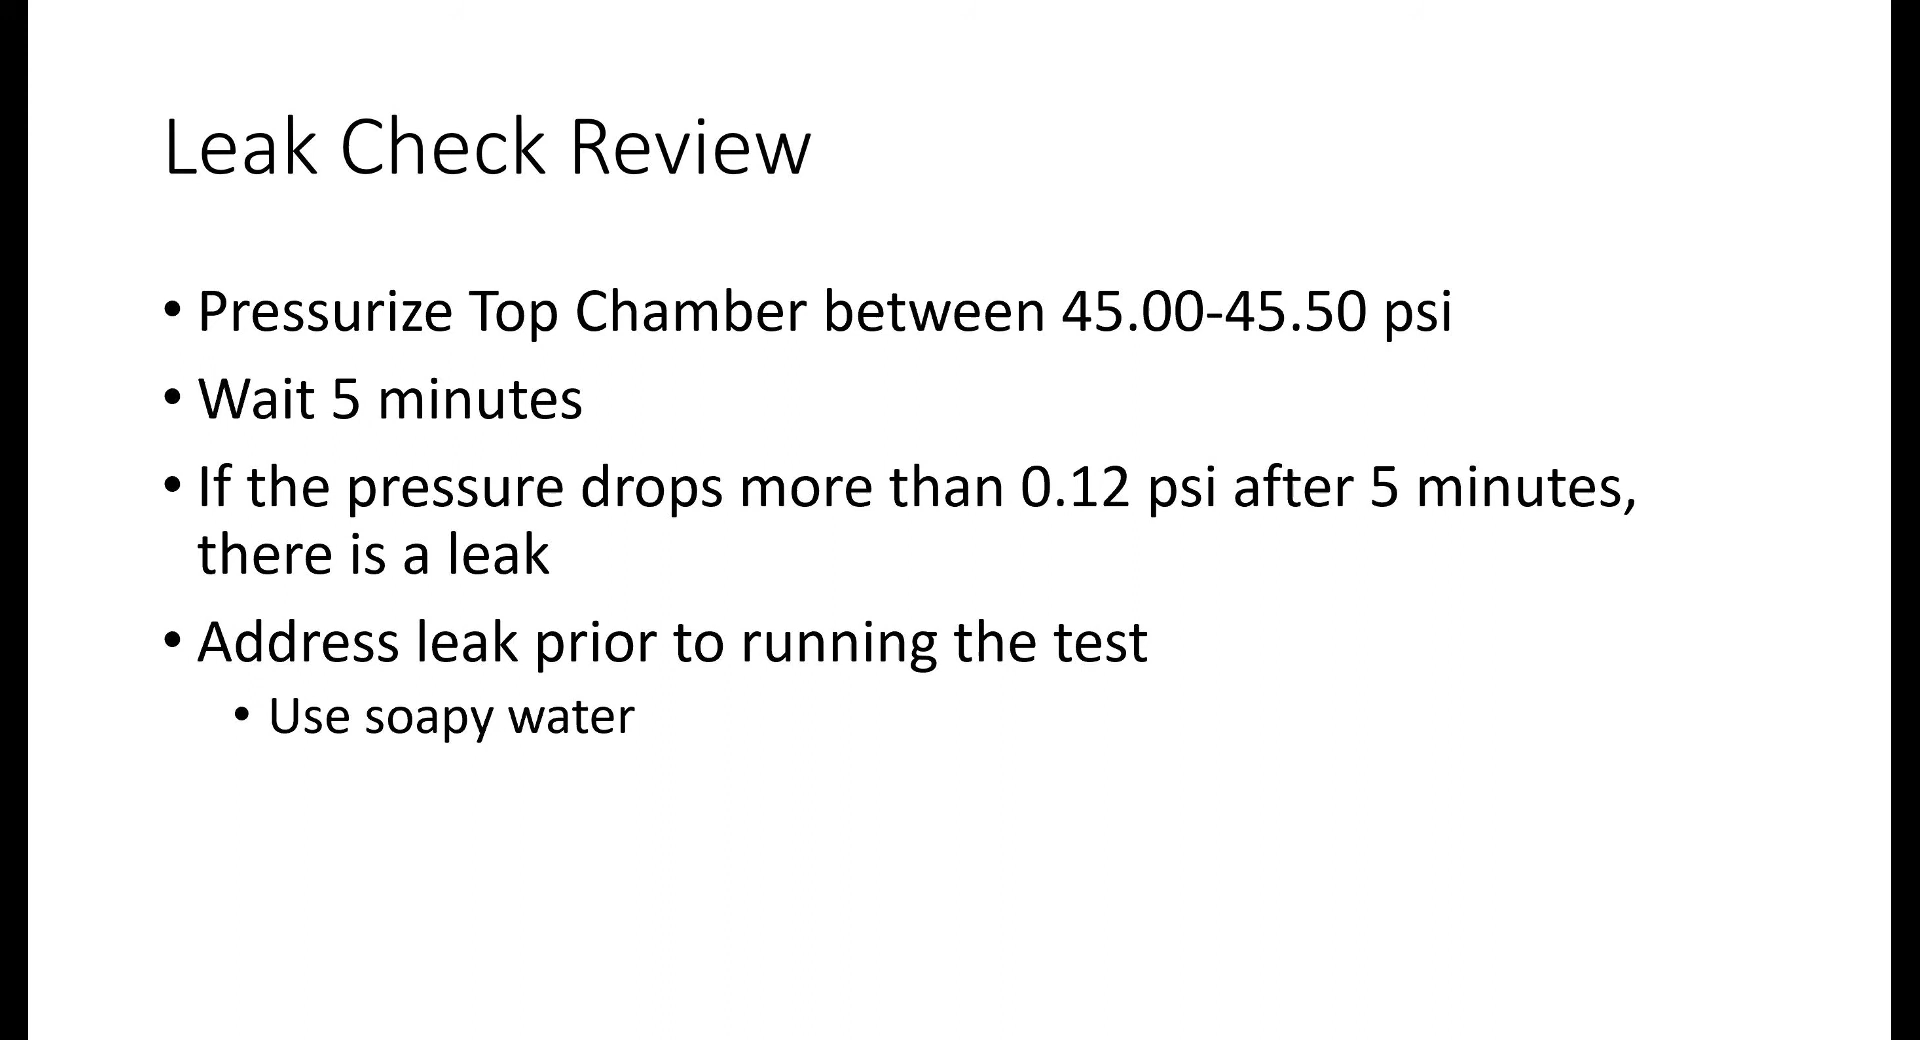 Leak Check Review
• Pressurize Top Chamber between 45.00-45.50 psi
• Wait 5 minutes
• If the pressure drops more than 0.12 psi after 5 minutes,
there is a leak
• Address leak prior to running the test
• Use soapy water